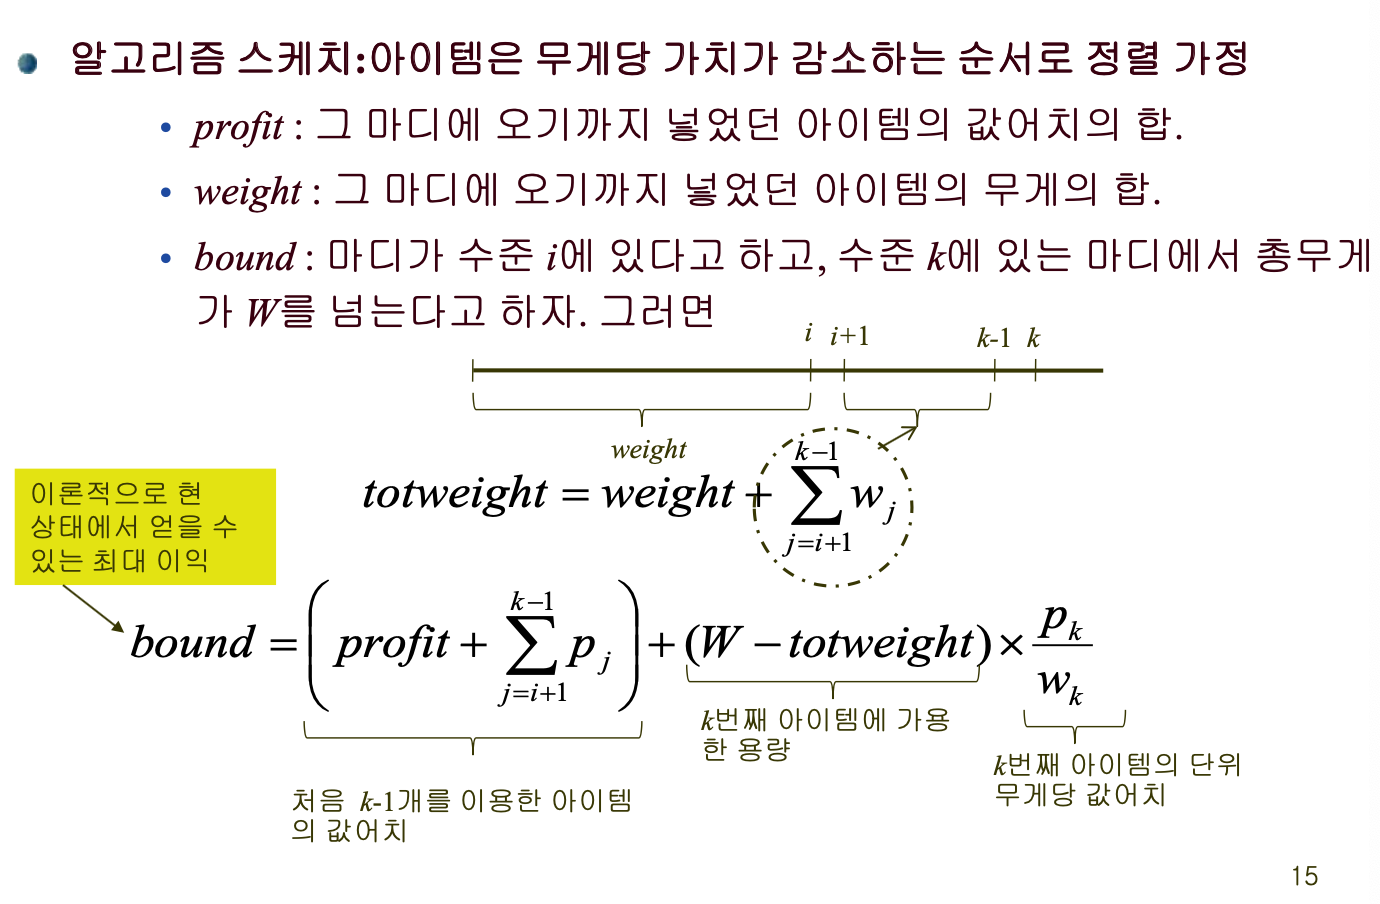 알고리즘 스케치:아이템은 무게당 가치가 감소하는 순서로 정렬 가정
profit : 그 마디에 오기까지 넣었던 아이템의 값어치의 합.
weight : 그 마디에 오기까지 넣었던 아이템의 무게의 합.
bound : 마디가 수준 i에 있다고 하고, 수준 k에 있는 마디에서 총무게
가 W를 넘는다고 하자. 그러면
i i+1 k-1 k
weight
totweight = weight + \sum_{j=i+1}^{k-1} w_j
이론적으로 현
상태에서 얻을 수
있는 최대 이익
bound = \left( profit + \sum_{j=i+1}^{k-1} p_j \right) + (W - totweight) \times \frac{p_k}{w_k}
k번째 아이템에 가용
한 용량
k번째 아이템의 단위
무게당 값어치
처음 k-1개를 이용한 아이템
의 값어치
15